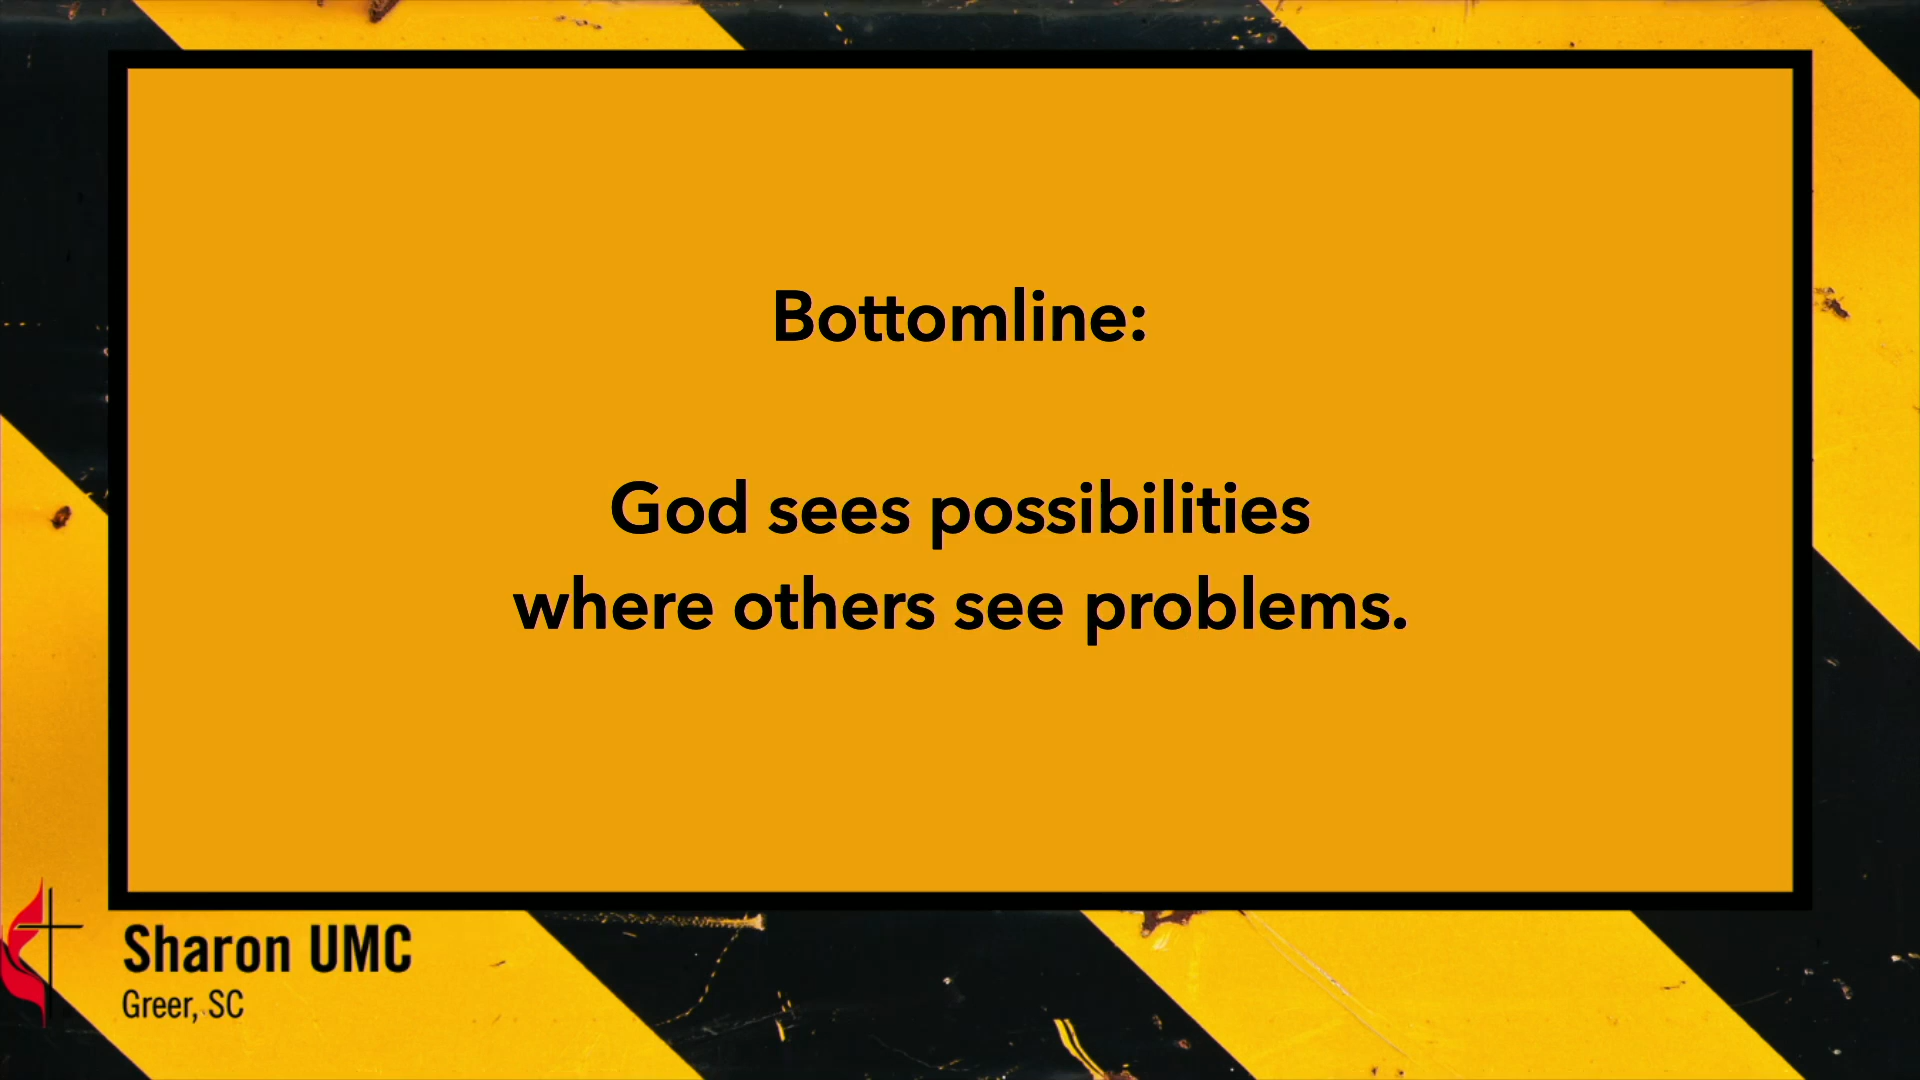 Bottomline:
God sees possibilities
where others see problems.
Sharon UMC
Greer, SC